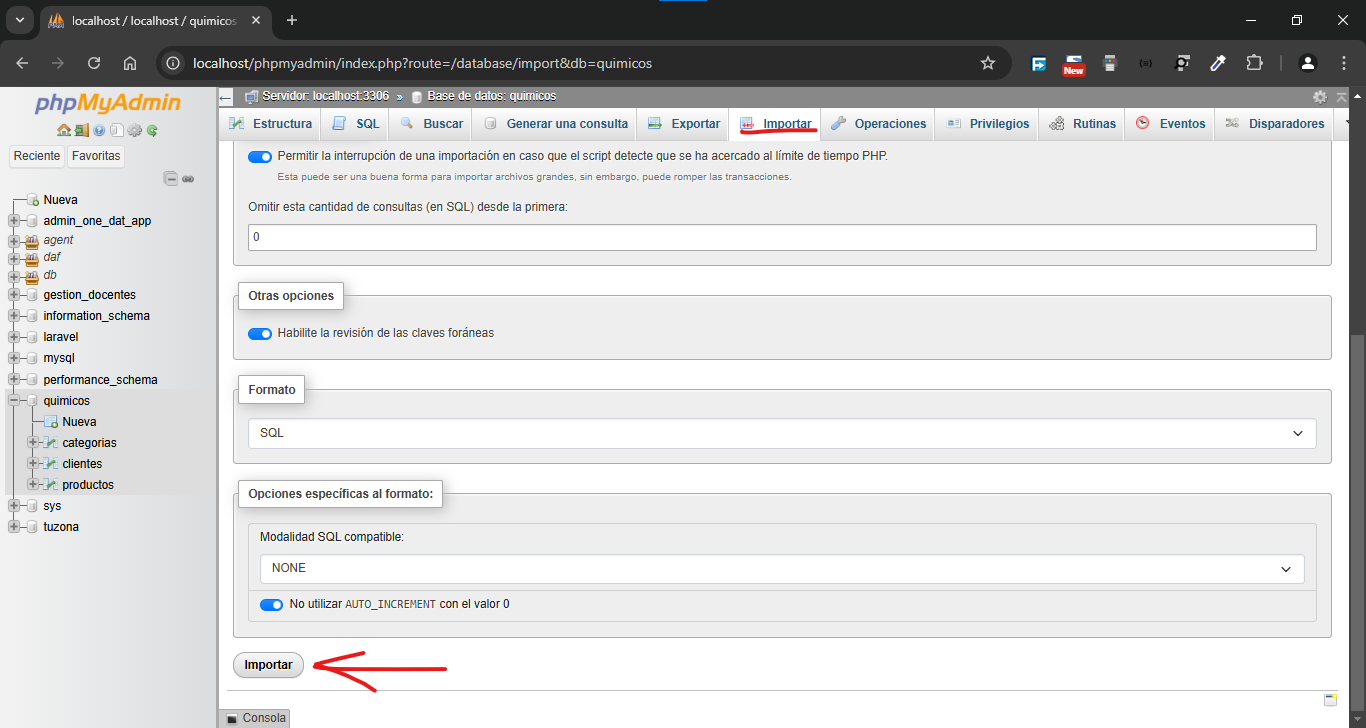 localhost / localhost / quimicos
localhost/phpmyadmin/index.php?route=/database/import&db=quimicos
New
phpMyAdmin
Reciente
Favoritas
Nueva
admin_one_dat_app
agent
daf
db
gestion_docentes
information_schema
laravel
mysql
performance_schema
quimicos
Nueva
categorias
clientes
productos
sys
tuzona
Servidor: localhost:3306 » Base de datos: quimicos
Estructura
SQL
Buscar
Generar una consulta
Exportar
Importar
Operaciones
Privilegios
Rutinas
Eventos
Disparadores
Permitir la interrupción de una importación en caso que el script detecte que se ha acercado al límite de tiempo PHP.
Esta puede ser una buena forma para importar archivos grandes, sin embargo, puede romper las transacciones.
Omitir esta cantidad de consultas (en SQL) desde la primera:
0
Otras opciones
Habilite la revisión de las claves foráneas
Formato
SQL
Opciones específicas al formato:
Modalidad SQL compatible:
NONE
No utilizar AUTO_INCREMENT con el valor 0
Importar
Consola